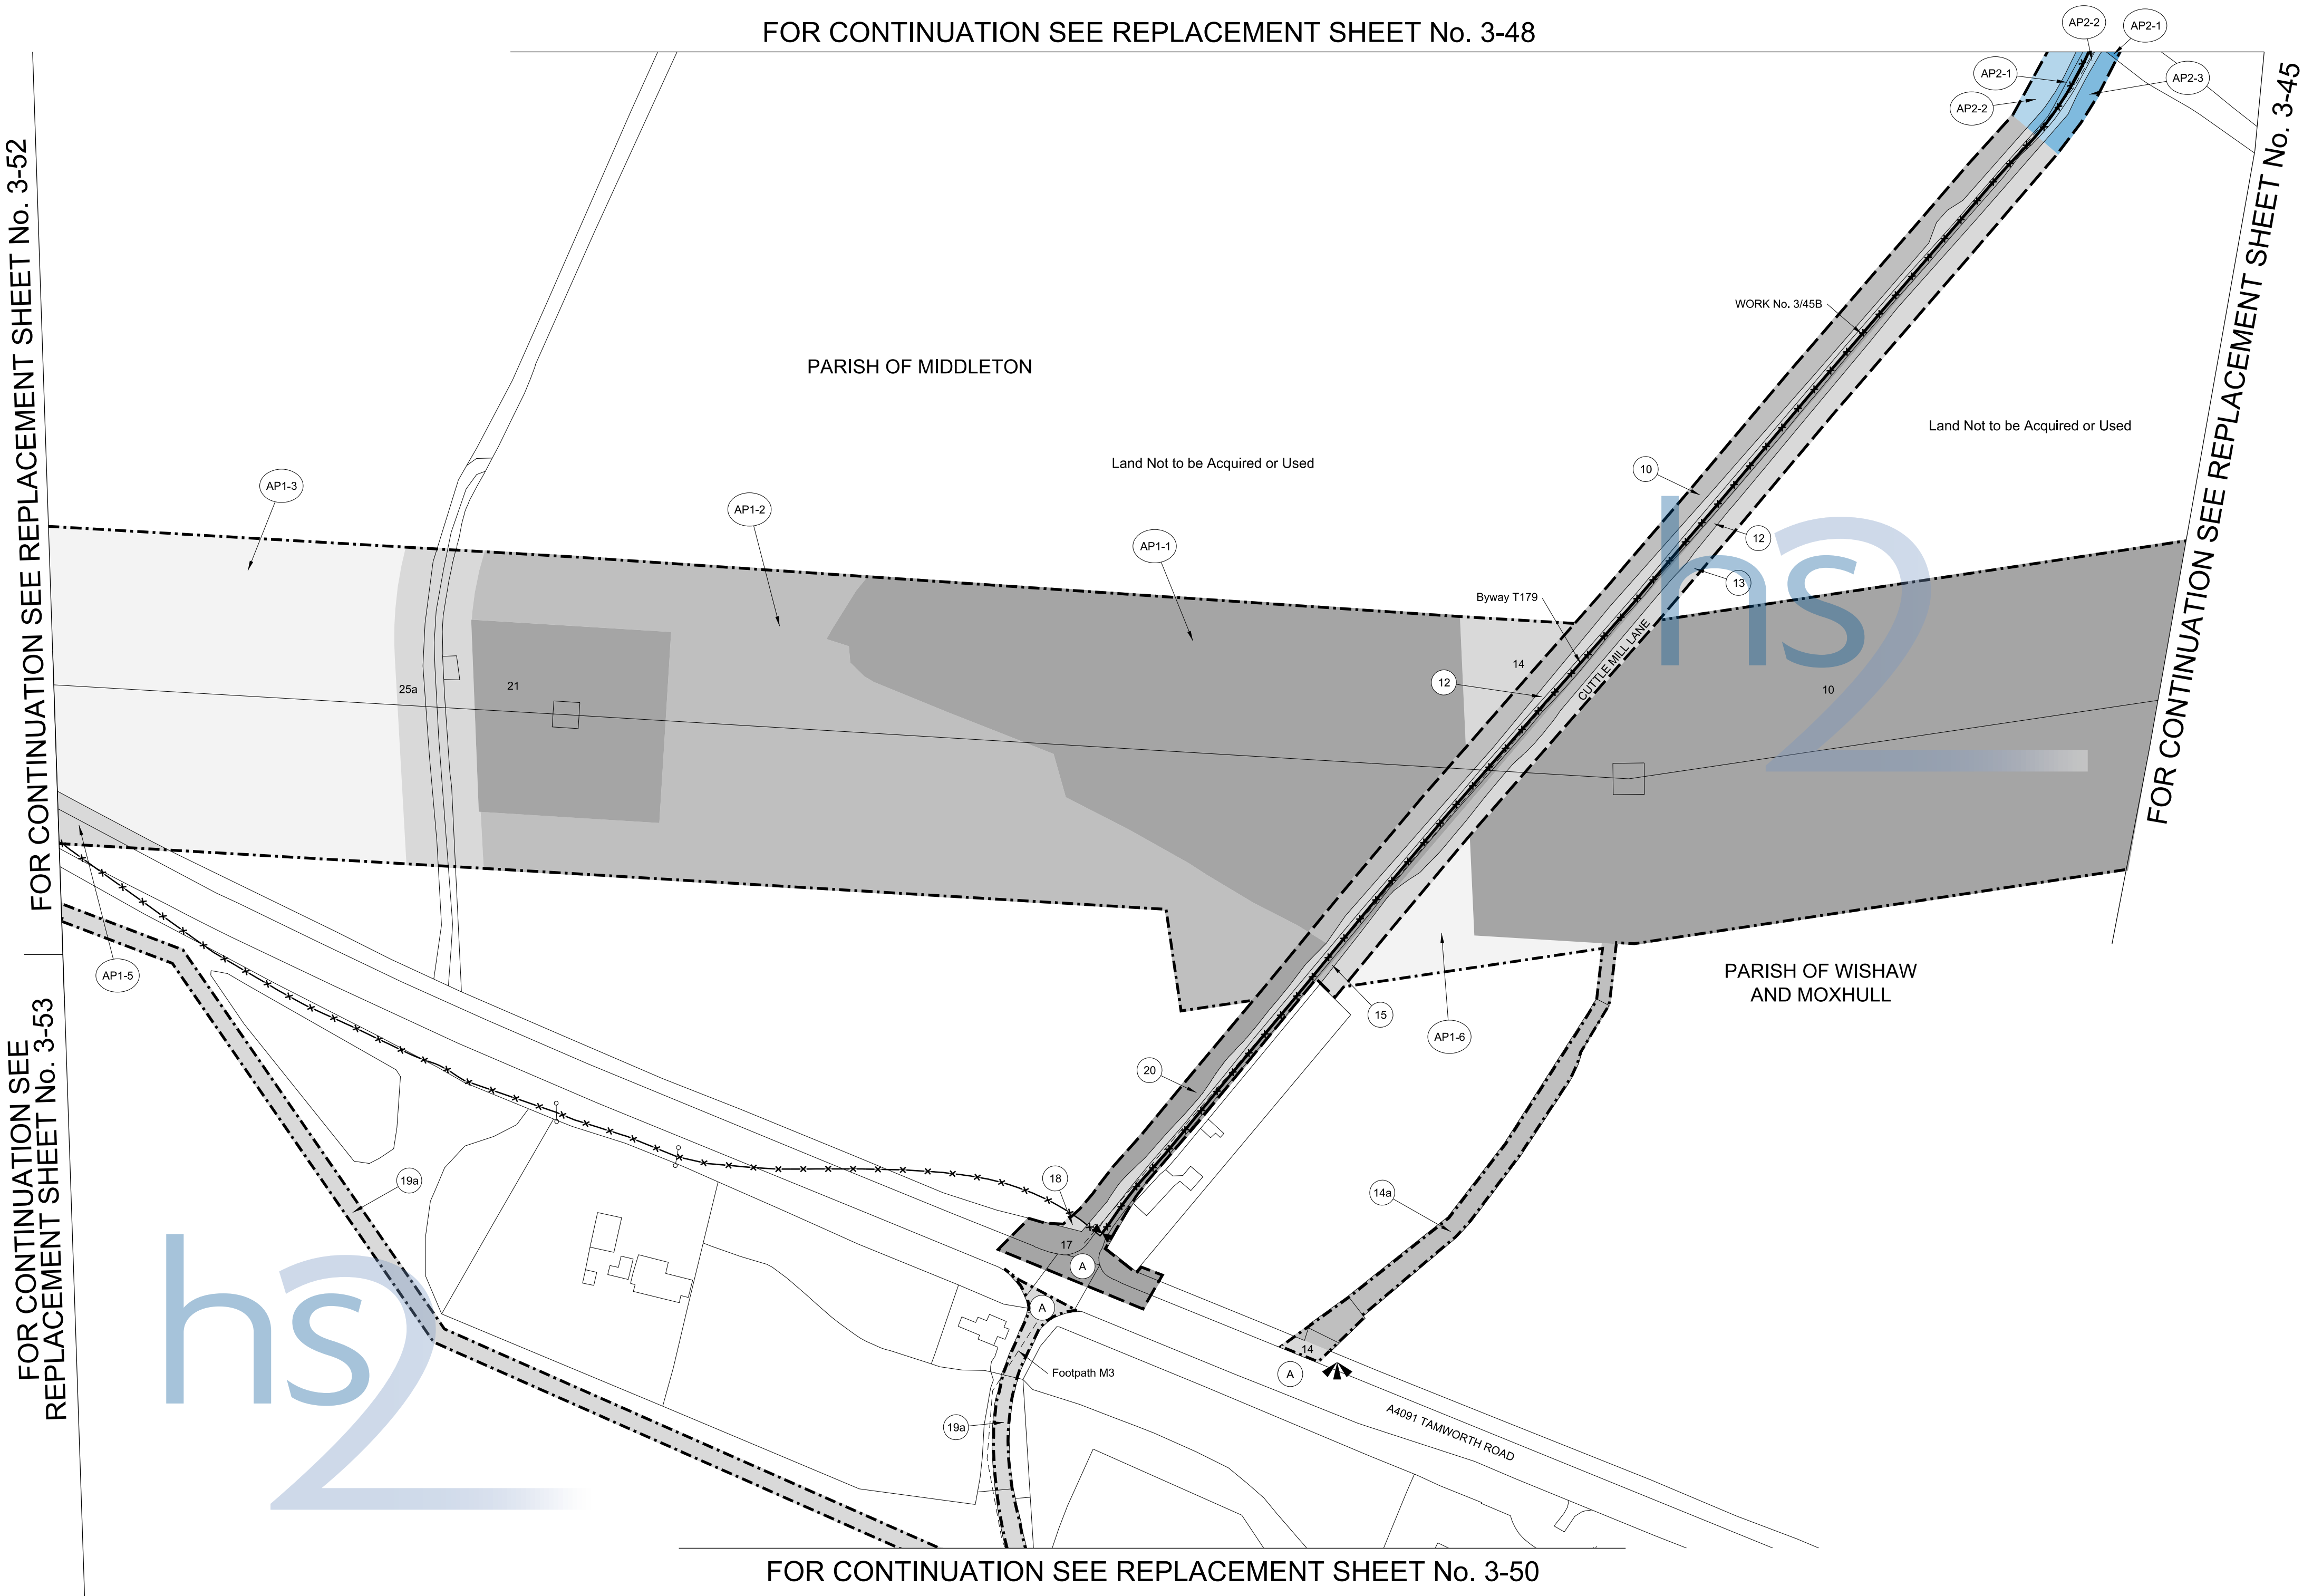 FOR CONTINUATION SEE REPLACEMENT SHEET No. 3-48
AP2-2
AP2-1
AP2-1
AP2-3
AP2-2
FOR CONTINUATION SEE REPLACEMENT SHEET No. 3-52
FOR CONTINUATION SEE REPLACEMENT SHEET No. 3-45
WORK No. 3/45B
PARISH OF MIDDLETON
Land Not to be Acquired or Used
Land Not to be Acquired or Used
AP1-3
AP1-2
AP1-1
10
12
13
Byway T179
CUTTLE MILL LANE
hs2
14
12
25a
21
10
AP1-5
PARISH OF WISHAW
AND MOXHULL
15
AP1-6
20
FOR CONTINUATION SEE
REPLACEMENT SHEET No. 3-53
19a
18
14a
17
A
A
hs2
14
A
Footpath M3
19a
A4091 TAMWORTH ROAD
FOR CONTINUATION SEE REPLACEMENT SHEET No. 3-50